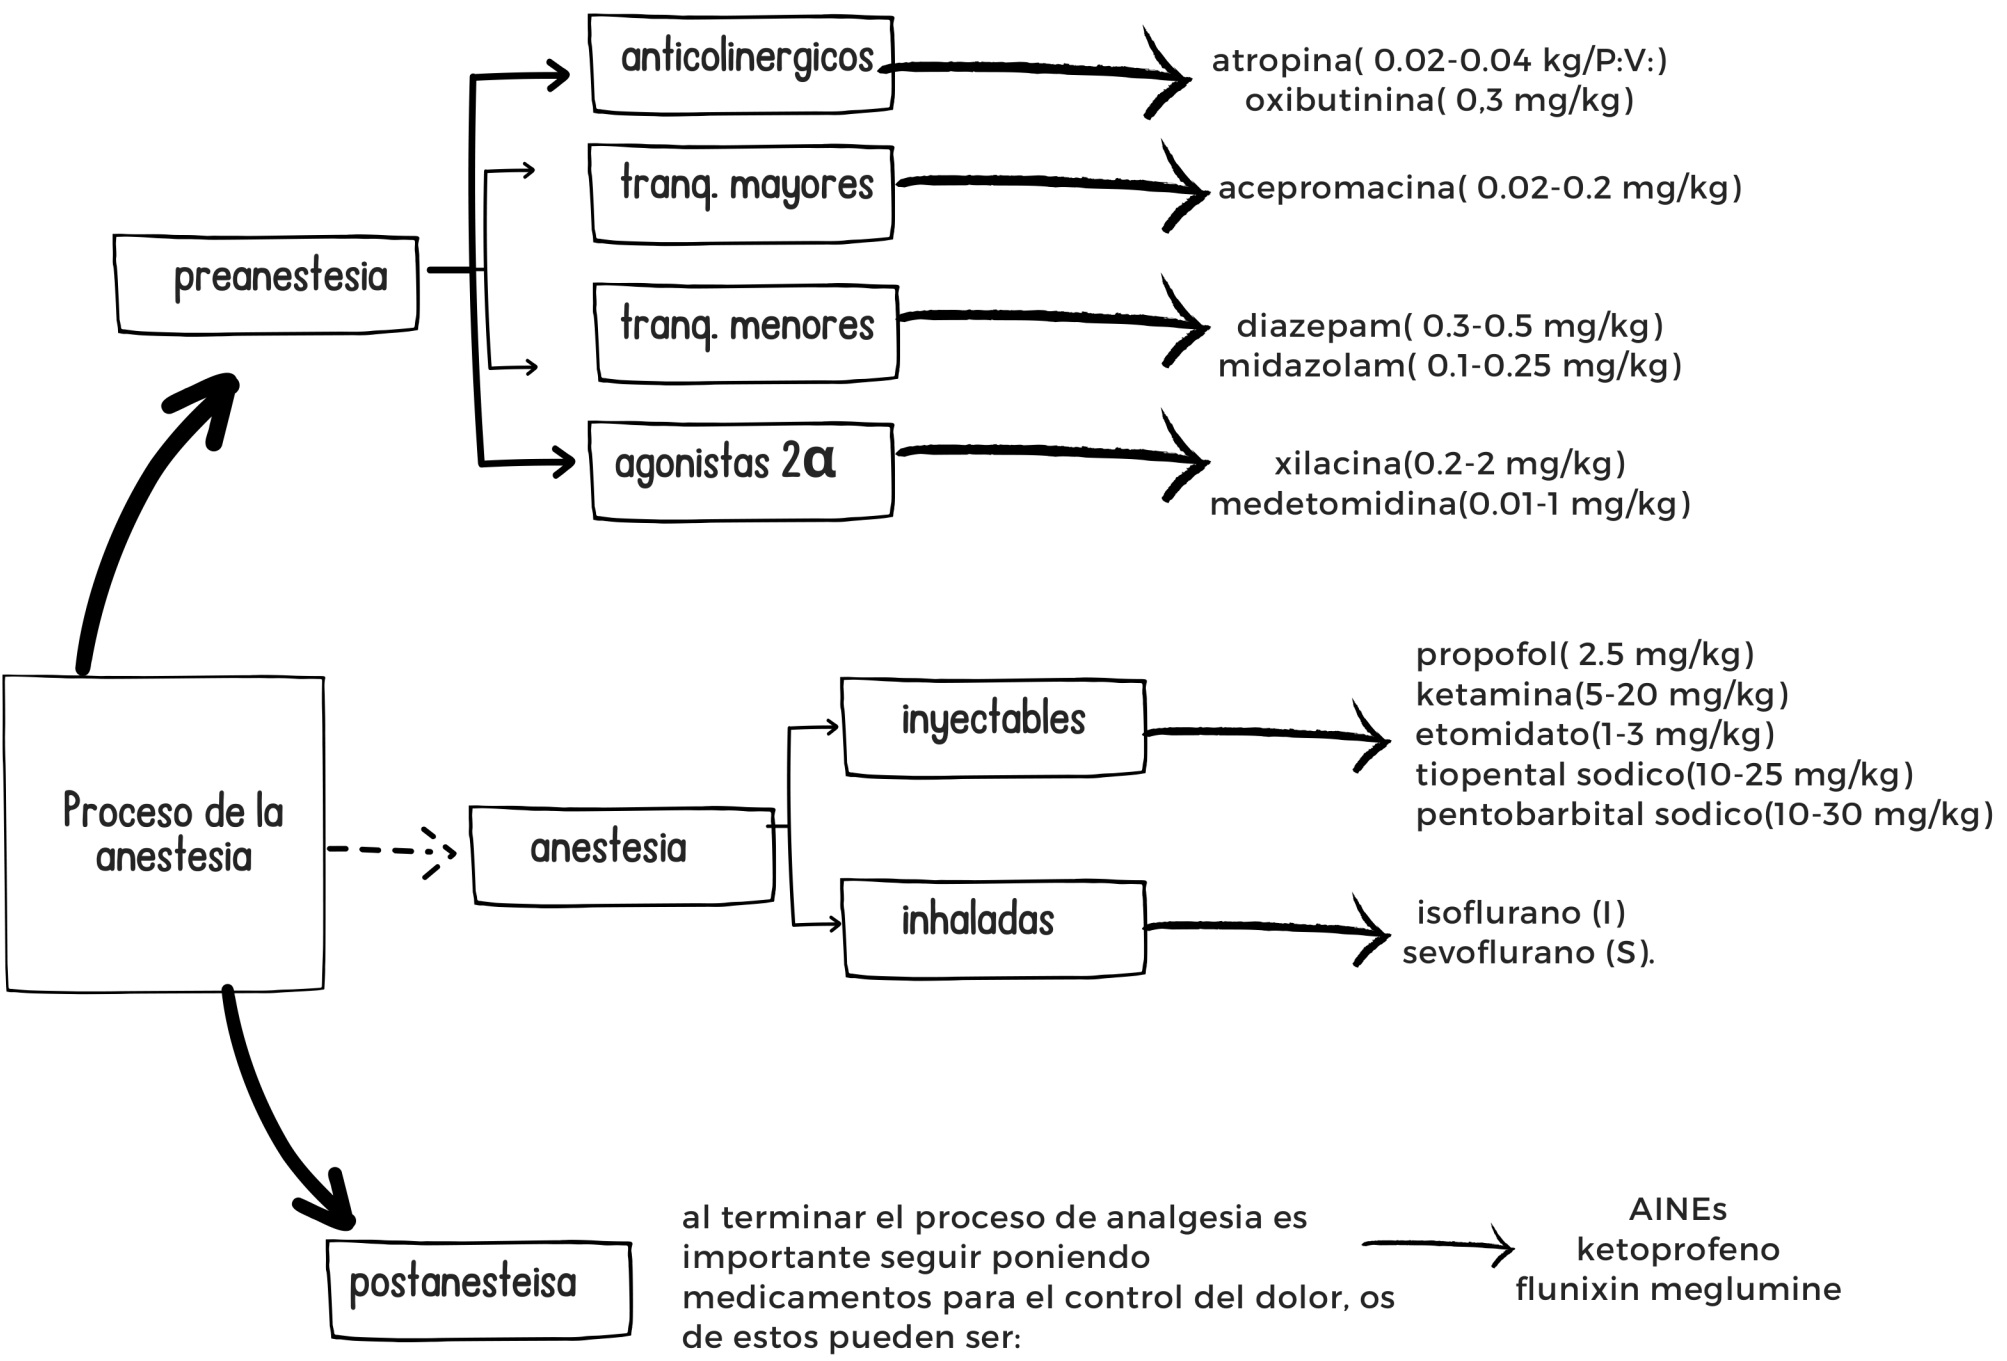 anticolinergicos
atropina( 0.02-0.04 kg/P:V:)
oxibutinina( 0,3 mg/kg)
tranq. mayores
acepromacina( 0.02-0.2 mg/kg)
preanestesia
tranq. menores
diazepam( 0.3-0.5 mg/kg)
midazolam( 0.1-0.25 mg/kg)
agonistas 2α
xilacina(0.2-2 mg/kg)
medetomidina(0.01-1 mg/kg)
Proceso de la
anestesia
anestesia
inyectables
propofol( 2.5 mg/kg)
ketamina(5-20 mg/kg)
etomidato(1-3 mg/kg)
tiopental sodico(10-25 mg/kg)
pentobarbital sodico(10-30 mg/kg)
inhaladas
isoflurano (I)
sevoflurano (S).
postanesteisa
al terminar el proceso de analgesia es
importante seguir poniendo
medicamentos para el control del dolor, os
de estos pueden ser:
AINEs
ketoprofeno
flunixin meglumine